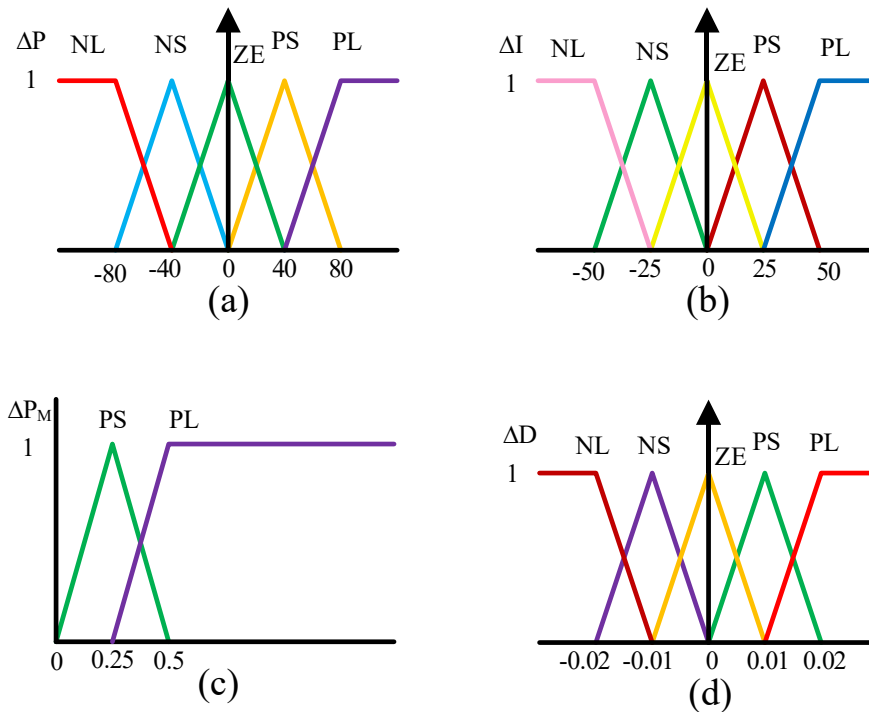 ΔP NL NS ZE PS PL
1
-80 -40 0 40 80
(a)
ΔI NL NS ZE PS PL
1
-50 -25 0 25 50
(b)
ΔP_M PS PL
1
0 0.25 0.5
(c)
ΔD NL NS ZE PS PL
1
-0.02 -0.01 0 0.01 0.02
(d)